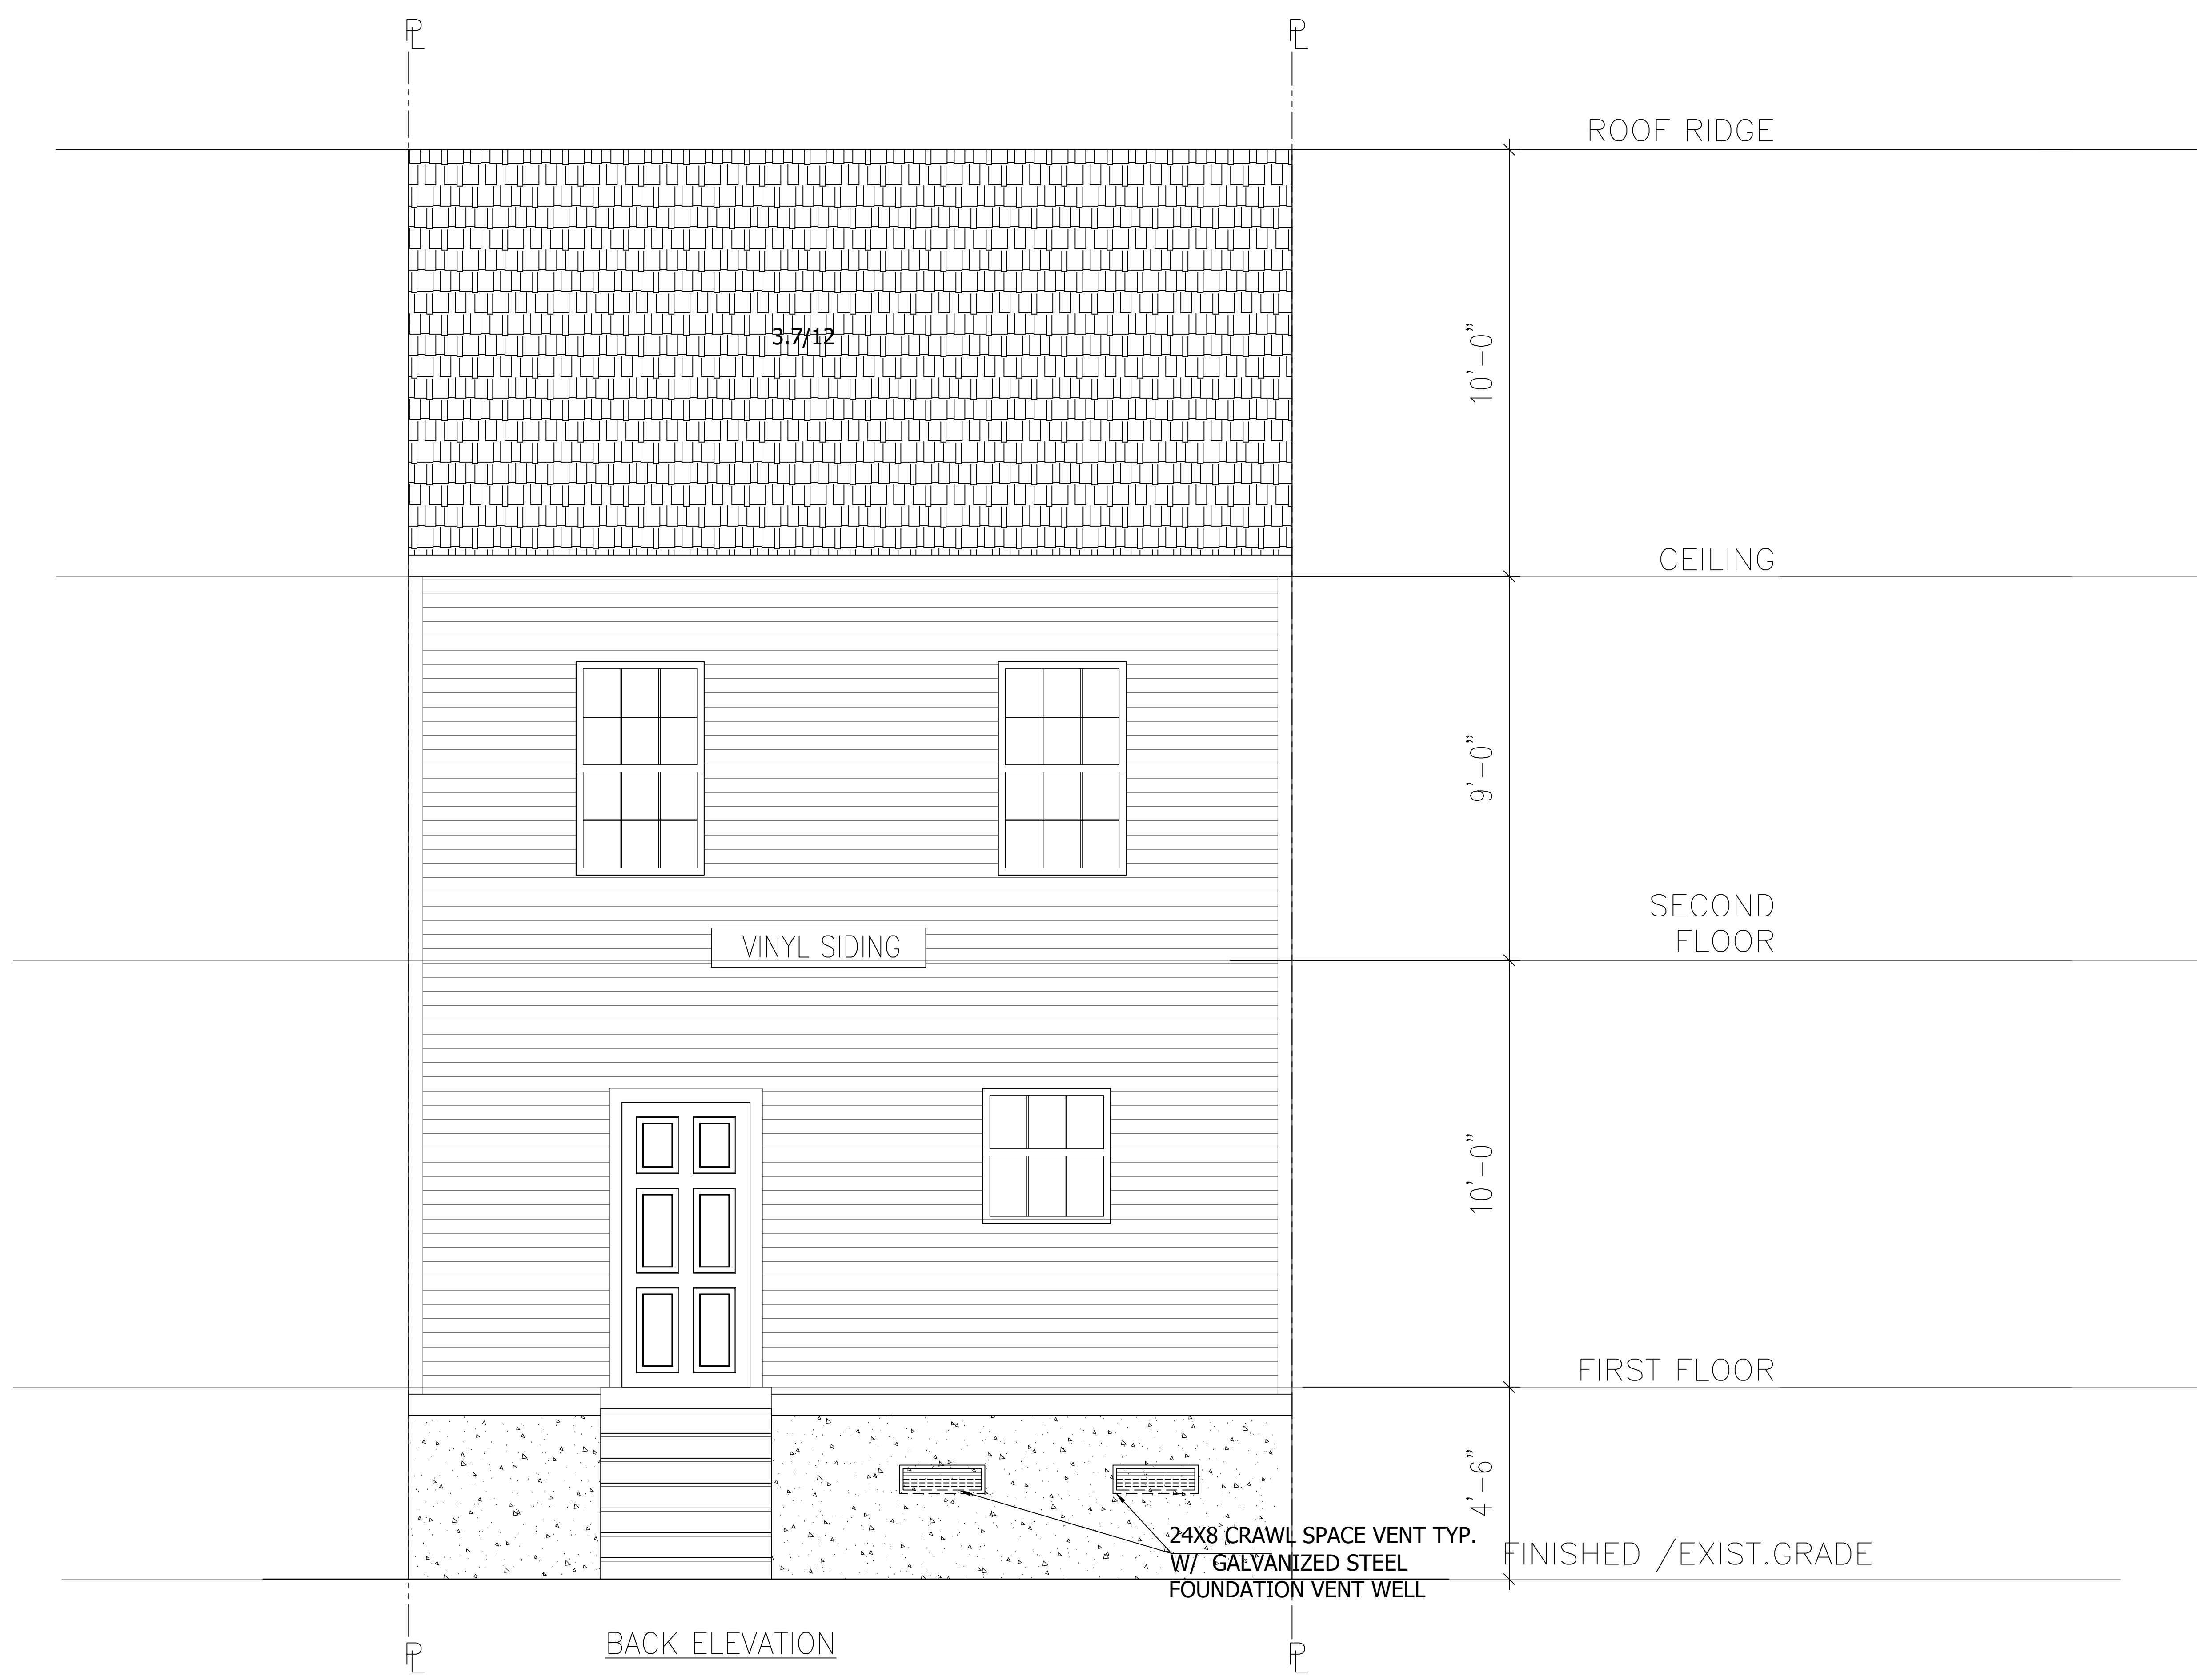 PL
PL
ROOF RIDGE
3.7/12
10'-0"
CEILING
9'-0"
SECOND
FLOOR
VINYL SIDING
10'-0"
FIRST FLOOR
4'-6"
24X8 CRAWL SPACE VENT TYP.
W/ GALVANIZED STEEL
FOUNDATION VENT WELL
FINISHED /EXIST.GRADE
BACK ELEVATION
PL
PL